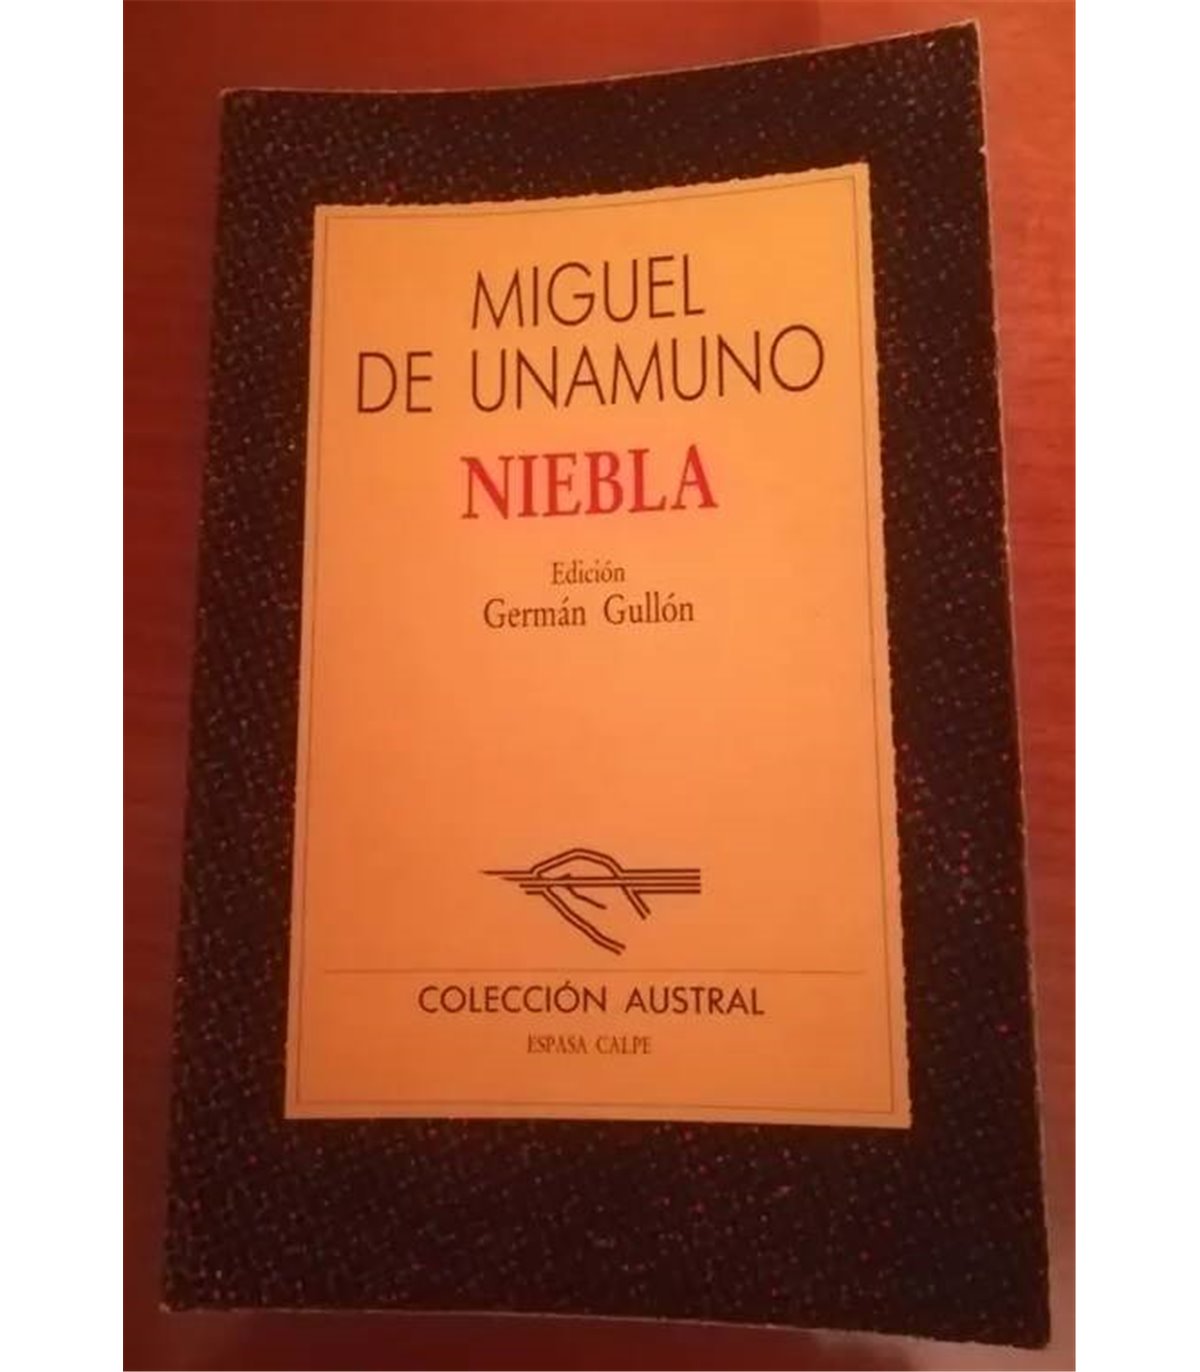 MIGUEL
DE UNAMUNO
NIEBLA
Edición
Germán Gullón
COLECCIÓN AUSTRAL
ESPASA CALPE